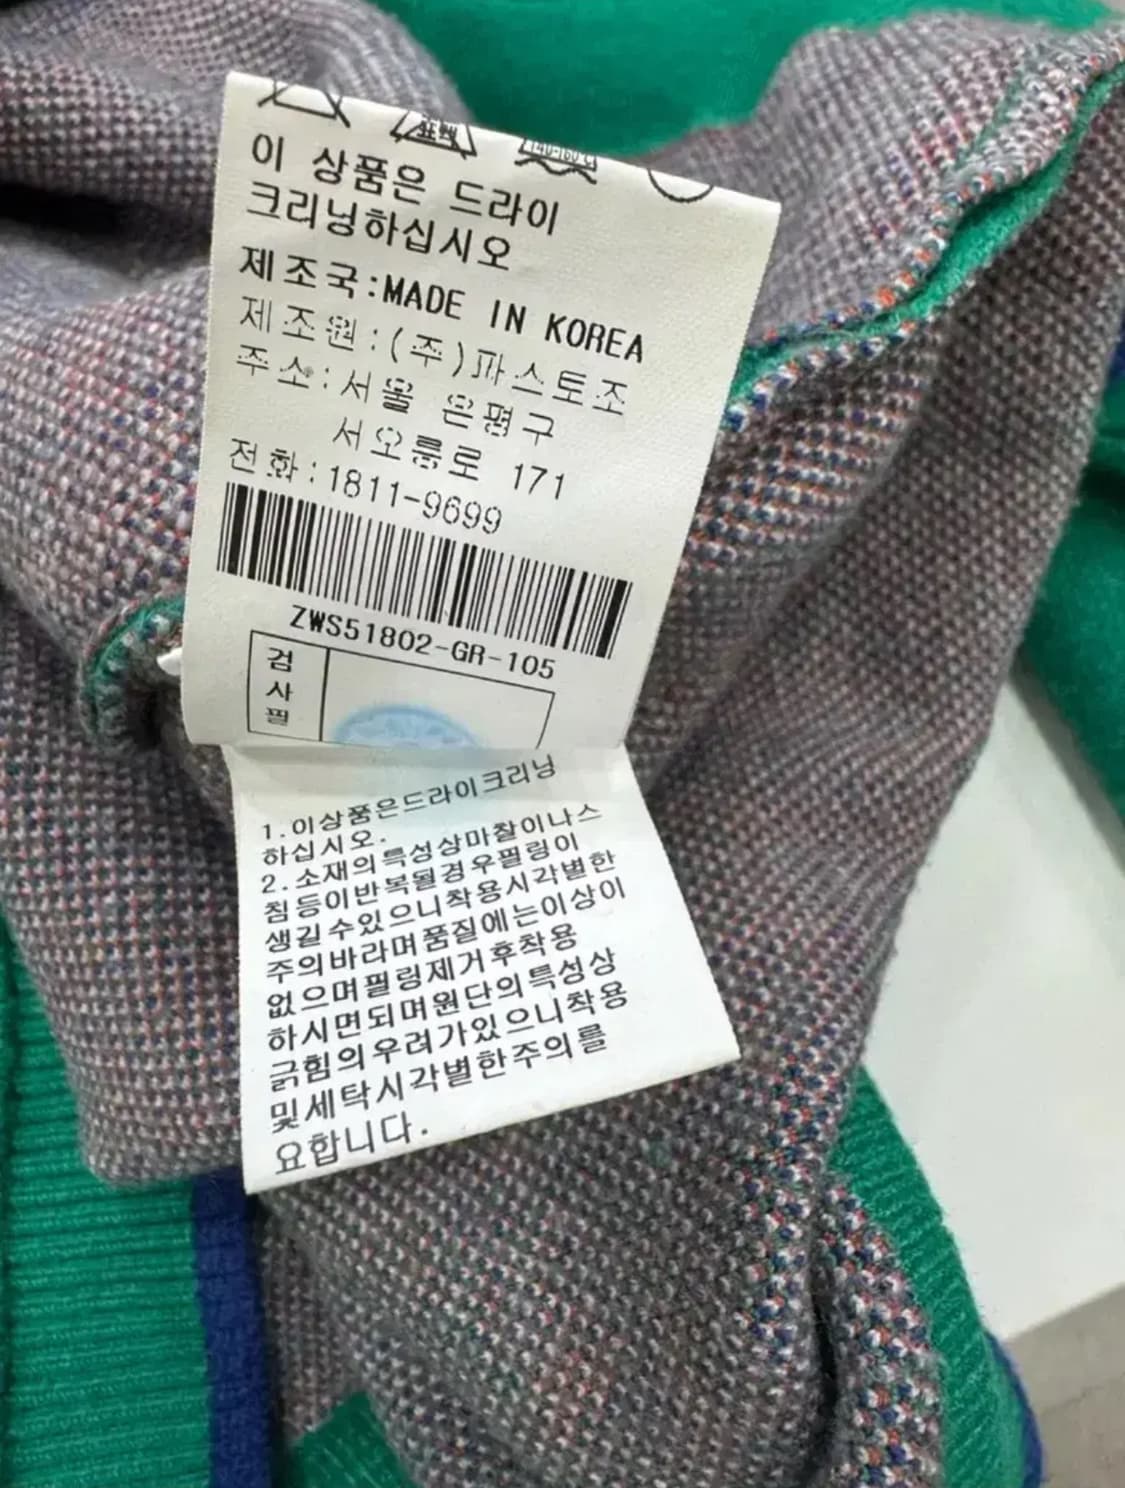 이 상품은 드라이
크리닝하십시오
제조국:MADE IN KOREA
제조원:(주)파스토조
주소:서울 은평구
서오릉로 171
전화:1811-9699
ZWS51802-GR-105
검
사
필
1.이상품은드라이크리닝
하십시오.
2.소재의특성상마찰이나스
침등이반복될경우필링이
생길수있으니착용시각별한
주의바라며품질에는이상이
없으며필링제거후착용
하시면되며원단의특성상
긁힘의우려가있으니착용
및세탁시각별한주의를
요합니다.